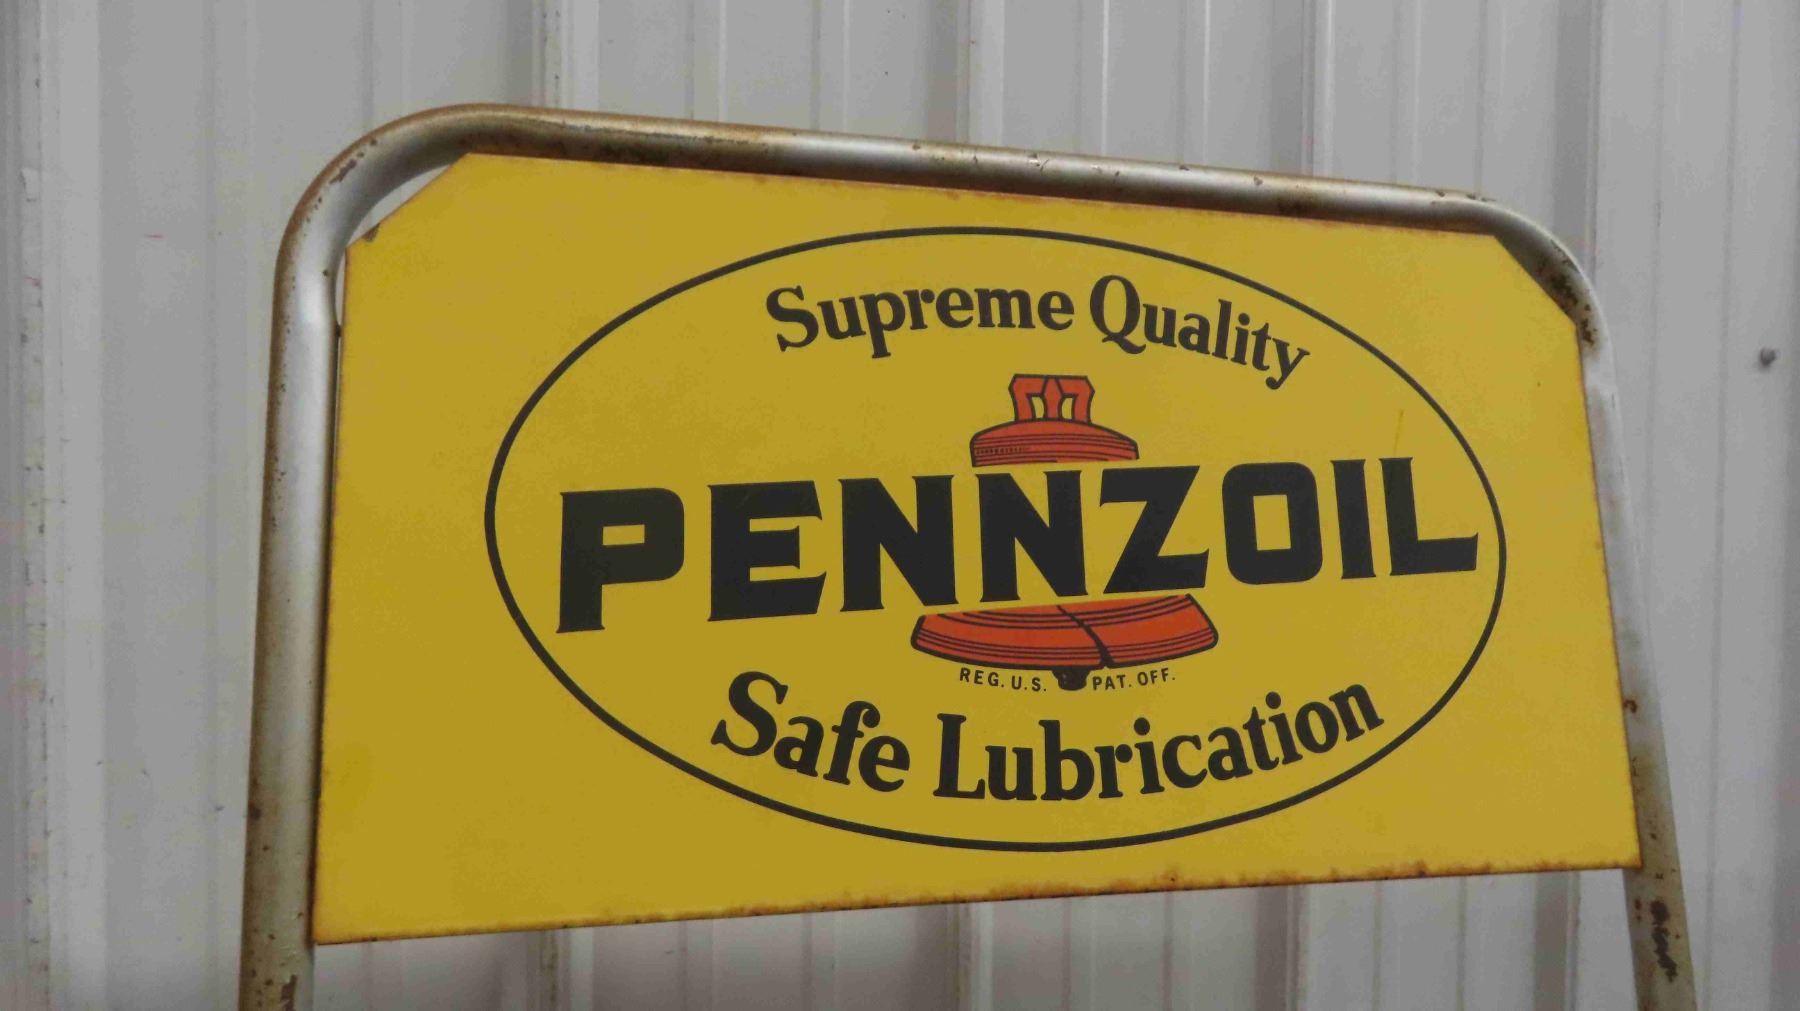 Supreme Quality
PENNZOIL
REG. U.S. PAT. OFF.
Safe Lubrication